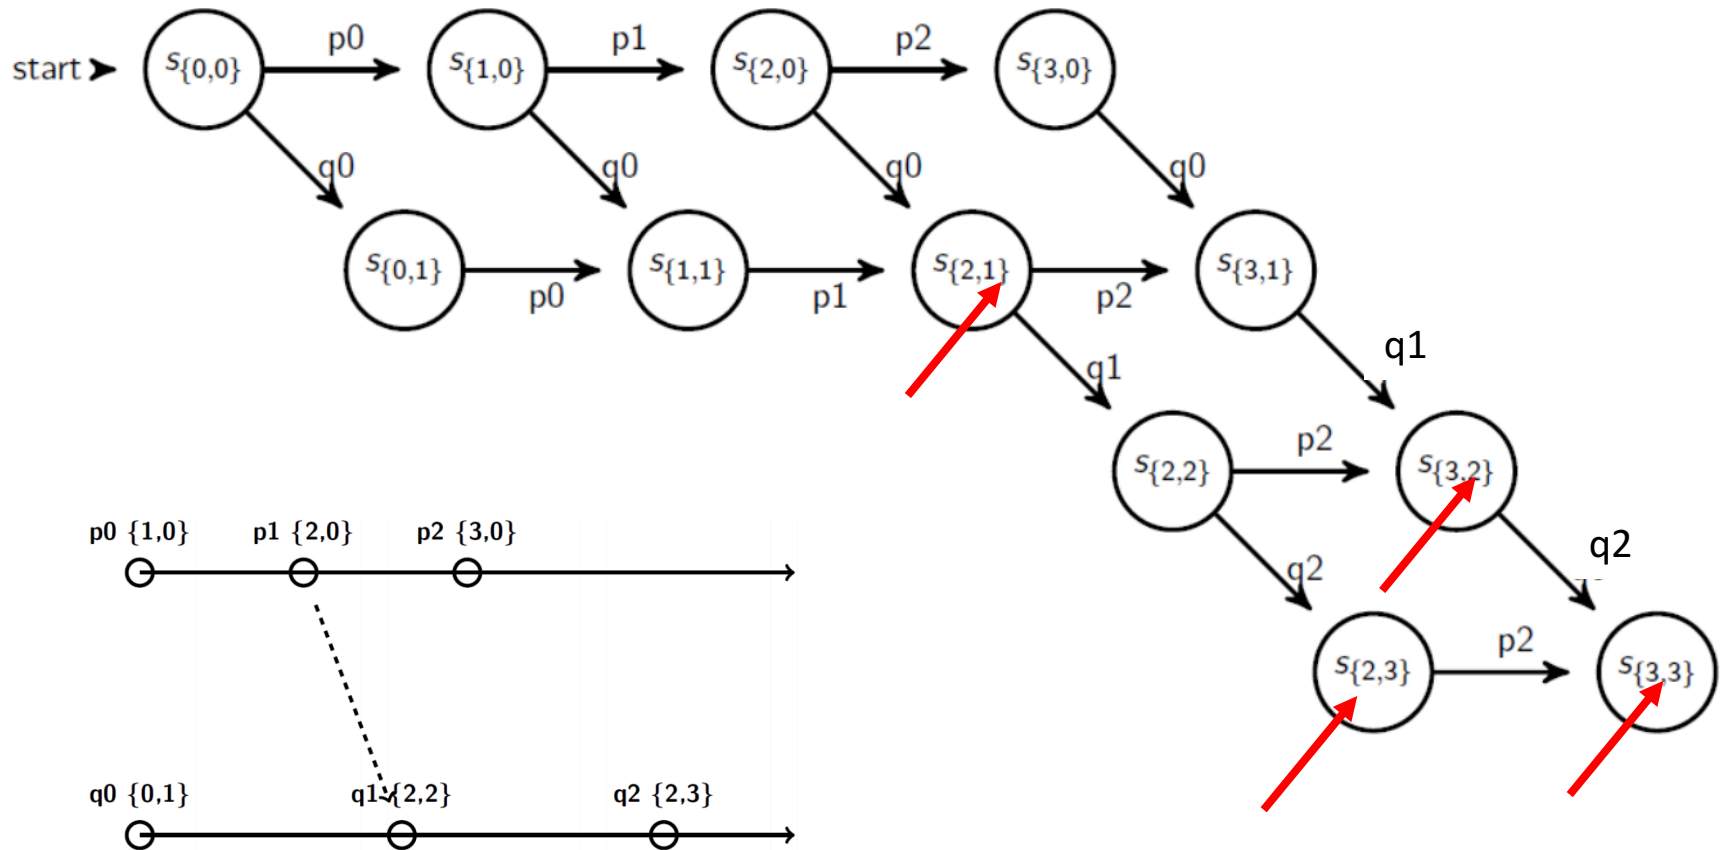 p0 p1 p2
start S{0,0} S{1,0} S{2,0} S{3,0}
q0 q0 q0 q0
S{0,1} S{1,1} S{2,1} S{3,1}
p0 p1 p2
q1 q1
p2
S{2,2} S{3,2}
p0 {1,0} p1 {2,0} p2 {3,0}
q2 q2
p2
S{2,3} S{3,3}
q0 {0,1} q1 {2,2} q2 {2,3}